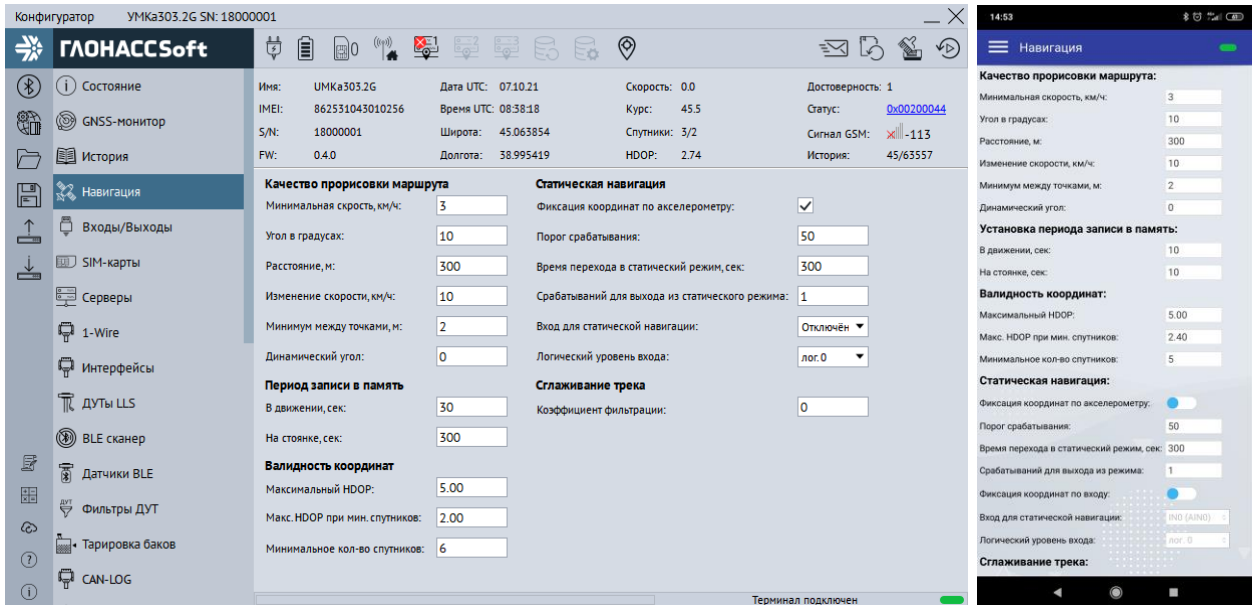 Конфигуратор УМКа303.2G SN: 18000001
ГЛОНАССSoft
0
1
2
3
Состояние
GNSS-монитор
История
Навигация
Входы/Выходы
SIM-карты
Серверы
1-Wire
Интерфейсы
ДУТы LLS
BLE сканер
Датчики BLE
Фильтры ДУТ
Тарировка баков
CAN-LOG
Имя: UMKa303.2G Дата UTC: 07.10.21 Скорость: 0.0 Достоверность: 1
IMEI: 862531043010256 Время UTC: 08:38:18 Курс: 45.5 Статус: 0x00200044
S/N: 18000001 Широта: 45.063854 Спутники: 3/2 Сигнал GSM: -113
FW: 0.4.0 Долгота: 38.995419 HDOP: 2.74 История: 45/63557
Качество прорисовки маршрута
Минимальная скрость, км/ч: 3
Угол в градусах: 10
Расстояние, м: 300
Изменение скорости, км/ч: 10
Минимум между точками, м: 2
Динамический угол: 0
Период записи в память
В движении, сек: 30
На стоянке, сек: 300
Валидность координат
Максимальный HDOP: 5.00
Макс. HDOP при мин. спутников: 2.00
Минимальное кол-во спутников: 6
Статическая навигация
Фиксация координат по акселерометру:
Порог срабатывания: 50
Время перехода в статический режим, сек: 300
Срабатываний для выхода из статического режима: 1
Вход для статической навигации: Отключён
Логический уровень входа: лог.0
Сглаживание трека
Коэффициент фильтрации: 0
Терминал подключен
14:53
Навигация
Качество прорисовки маршрута:
Минимальная скорость, км/ч: 3
Угол в градусах: 10
Расстояние, м: 300
Изменение скорости, км/ч: 10
Минимум между точками, м: 2
Динамический угол: 0
Установка периода записи в память:
В движении, сек: 10
На стоянке, сек: 10
Валидность координат:
Максимальный HDOP: 5.00
Макс. HDOP при мин. спутников: 2.40
Минимальное кол-во спутников: 5
Статическая навигация:
Фиксация координат по акселерометру:
Порог срабатывания: 50
Время перехода в статический режим, сек: 300
Срабатываний для выхода из режима: 1
Фиксация координат по входу:
Вход для статической навигации: IN0 (AIN0)
Логический уровень входа: лог. 0
Сглаживание трека: